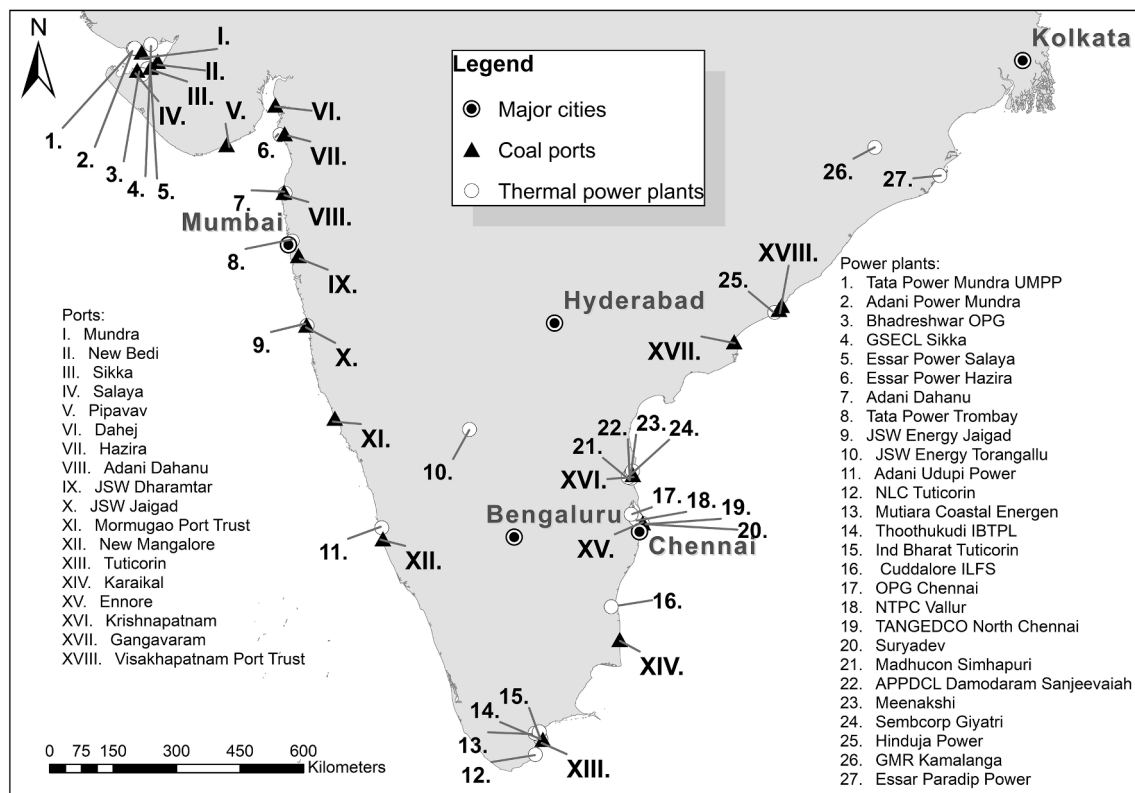 N
Kolkata
Legend
Major cities
Coal ports
Thermal power plants
I.
II.
III.
IV.
V.
VI.
VII.
VIII.
IX.
X.
XI.
XII.
XIII.
XIV.
XV.
XVI.
XVII.
XVIII.
1.
2.
3.
4.
5.
6.
7.
8.
9.
10.
11.
12.
13.
14.
15.
16.
17.
18.
19.
20.
21.
22.
23.
24.
25.
26.
27.
Mumbai
Hyderabad
Bengaluru
Chennai
Ports:
I. Mundra
II. New Bedi
III. Sikka
IV. Salaya
V. Pipavav
VI. Dahej
VII. Hazira
VIII. Adani Dahanu
IX. JSW Dharamtar
X. JSW Jaigad
XI. Mormugao Port Trust
XII. New Mangalore
XIII. Tuticorin
XIV. Karaikal
XV. Ennore
XVI. Krishnapatnam
XVII. Gangavaram
XVIII. Visakhapatnam Port Trust
Power plants:
1. Tata Power Mundra UMPP
2. Adani Power Mundra
3. Bhadreshwar OPG
4. GSECL Sikka
5. Essar Power Salaya
6. Essar Power Hazira
7. Adani Dahanu
8. Tata Power Trombay
9. JSW Energy Jaigad
10. JSW Energy Torangallu
11. Adani Udupi Power
12. NLC Tuticorin
13. Mutiara Coastal Energen
14. Thoothukudi IBTPL
15. Ind Bharat Tuticorin
16. Cuddalore ILFS
17. OPG Chennai
18. NTPC Vallur
19. TANGEDCO North Chennai
20. Suryadev
21. Madhucon Simhapuri
22. APPDCL Damodaram Sanjeevaiah
23. Meenakshi
24. Sembcorp Giyatri
25. Hinduja Power
26. GMR Kamalanga
27. Essar Paradip Power
0 75 150 300 450 600
Kilometers